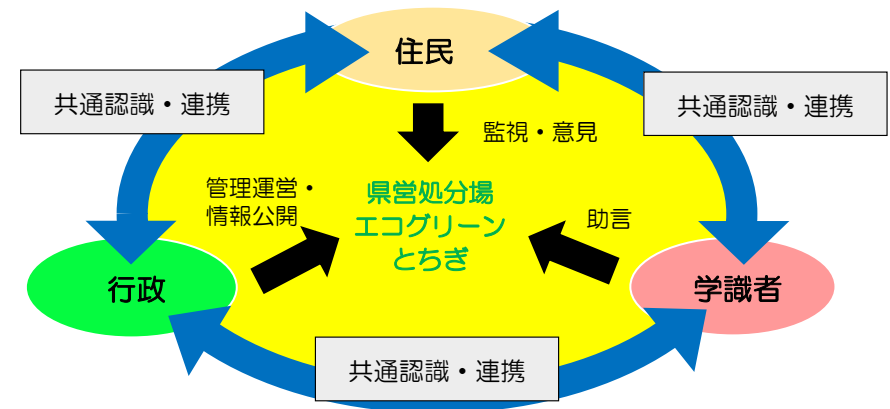 住民
共通認識・連携
共通認識・連携
監視・意見
管理運営・
情報公開
県営処分場
エコグリーン
とちぎ
助言
行政
学識者
共通認識・連携